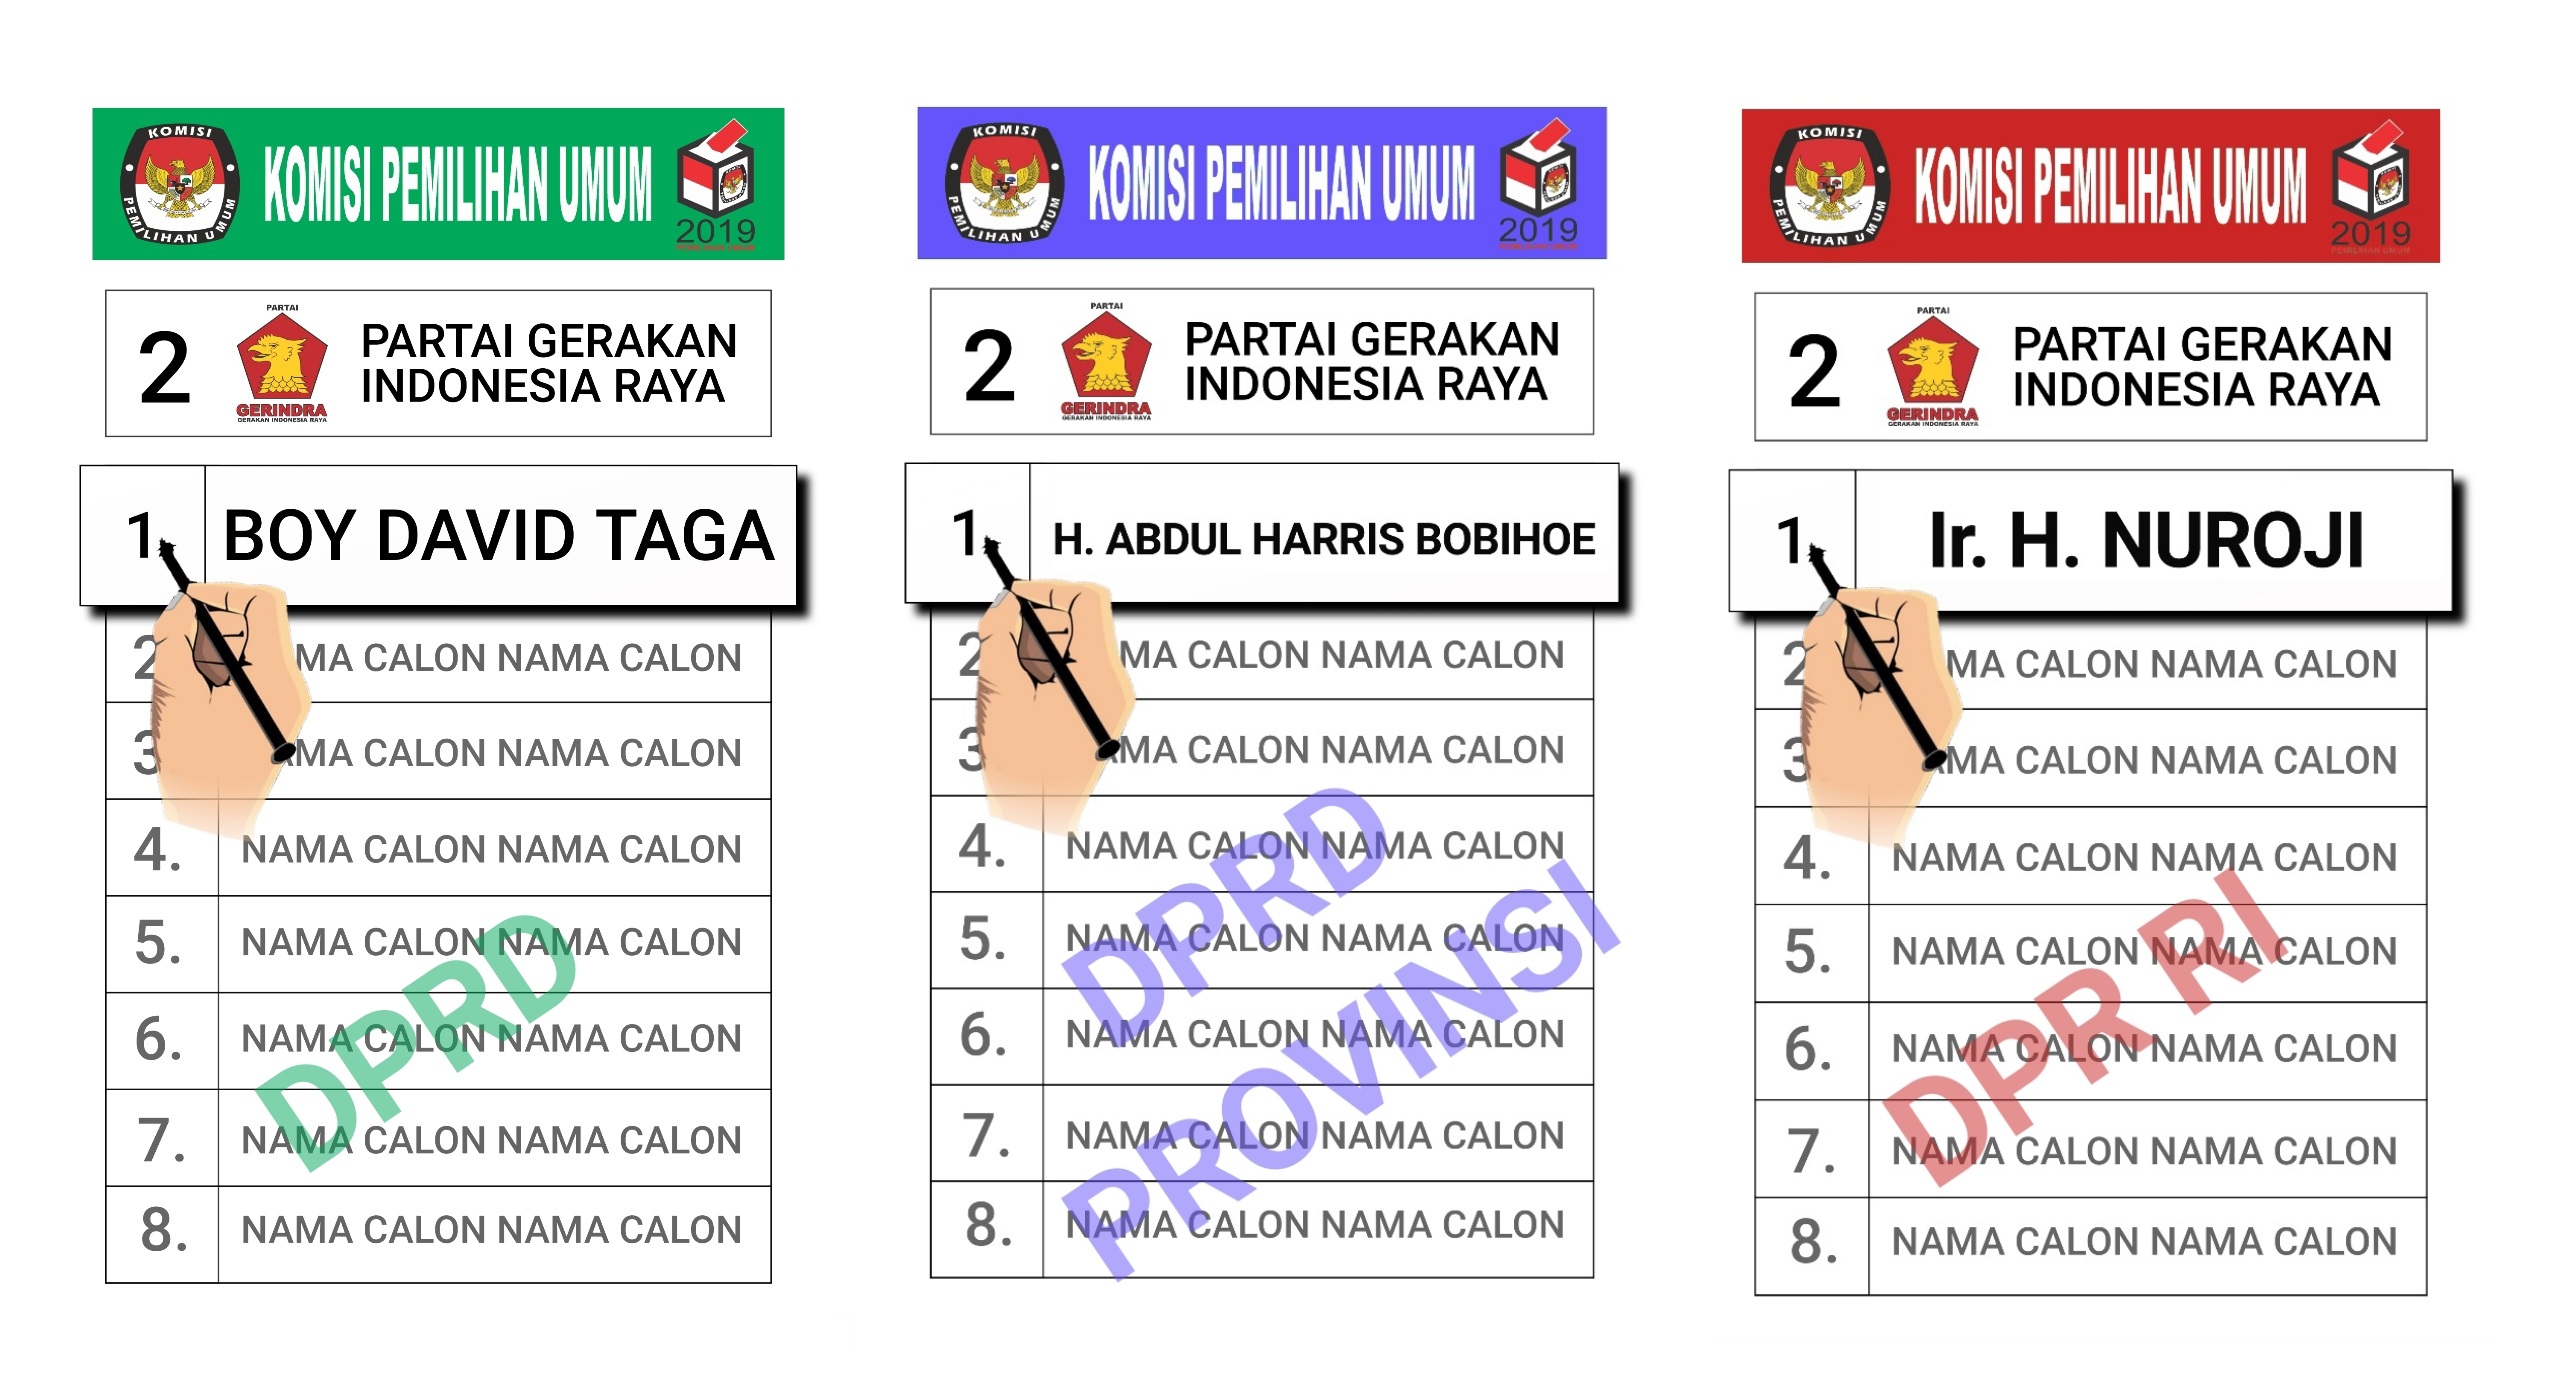 KOMISI
PEMILIHAN UMUM
KOMISI PEMILIHAN UMUM
2019
PEMILIHAN UMUM
2
PARTAI
GERINDRA
GERAKAN INDONESIA RAYA
PARTAI GERAKAN
INDONESIA RAYA
1. BOY DAVID TAGA
2 MA CALON NAMA CALON
3 MA CALON NAMA CALON
4. NAMA CALON NAMA CALON
5. NAMA CALON NAMA CALON
6. NAMA CALON NAMA CALON
7. NAMA CALON NAMA CALON
8. NAMA CALON NAMA CALON
DPRD
KOMISI
PEMILIHAN UMUM
KOMISI PEMILIHAN UMUM
2019
PEMILIHAN UMUM
2
PARTAI
GERINDRA
GERAKAN INDONESIA RAYA
PARTAI GERAKAN
INDONESIA RAYA
1. H. ABDUL HARRIS BOBIHOE
2 MA CALON NAMA CALON
3 MA CALON NAMA CALON
4. NAMA CALON NAMA CALON
5. NAMA CALON NAMA CALON
6. NAMA CALON NAMA CALON
7. NAMA CALON NAMA CALON
8. NAMA CALON NAMA CALON
DPRD
PROVINSI
KOMISI
PEMILIHAN UMUM
KOMISI PEMILIHAN UMUM
2019
PEMILIHAN UMUM
2
PARTAI
GERINDRA
GERAKAN INDONESIA RAYA
PARTAI GERAKAN
INDONESIA RAYA
1. Ir. H. NUROJI
2 MA CALON NAMA CALON
3 MA CALON NAMA CALON
4. NAMA CALON NAMA CALON
5. NAMA CALON NAMA CALON
6. NAMA CALON NAMA CALON
7. NAMA CALON NAMA CALON
8. NAMA CALON NAMA CALON
DPR RI